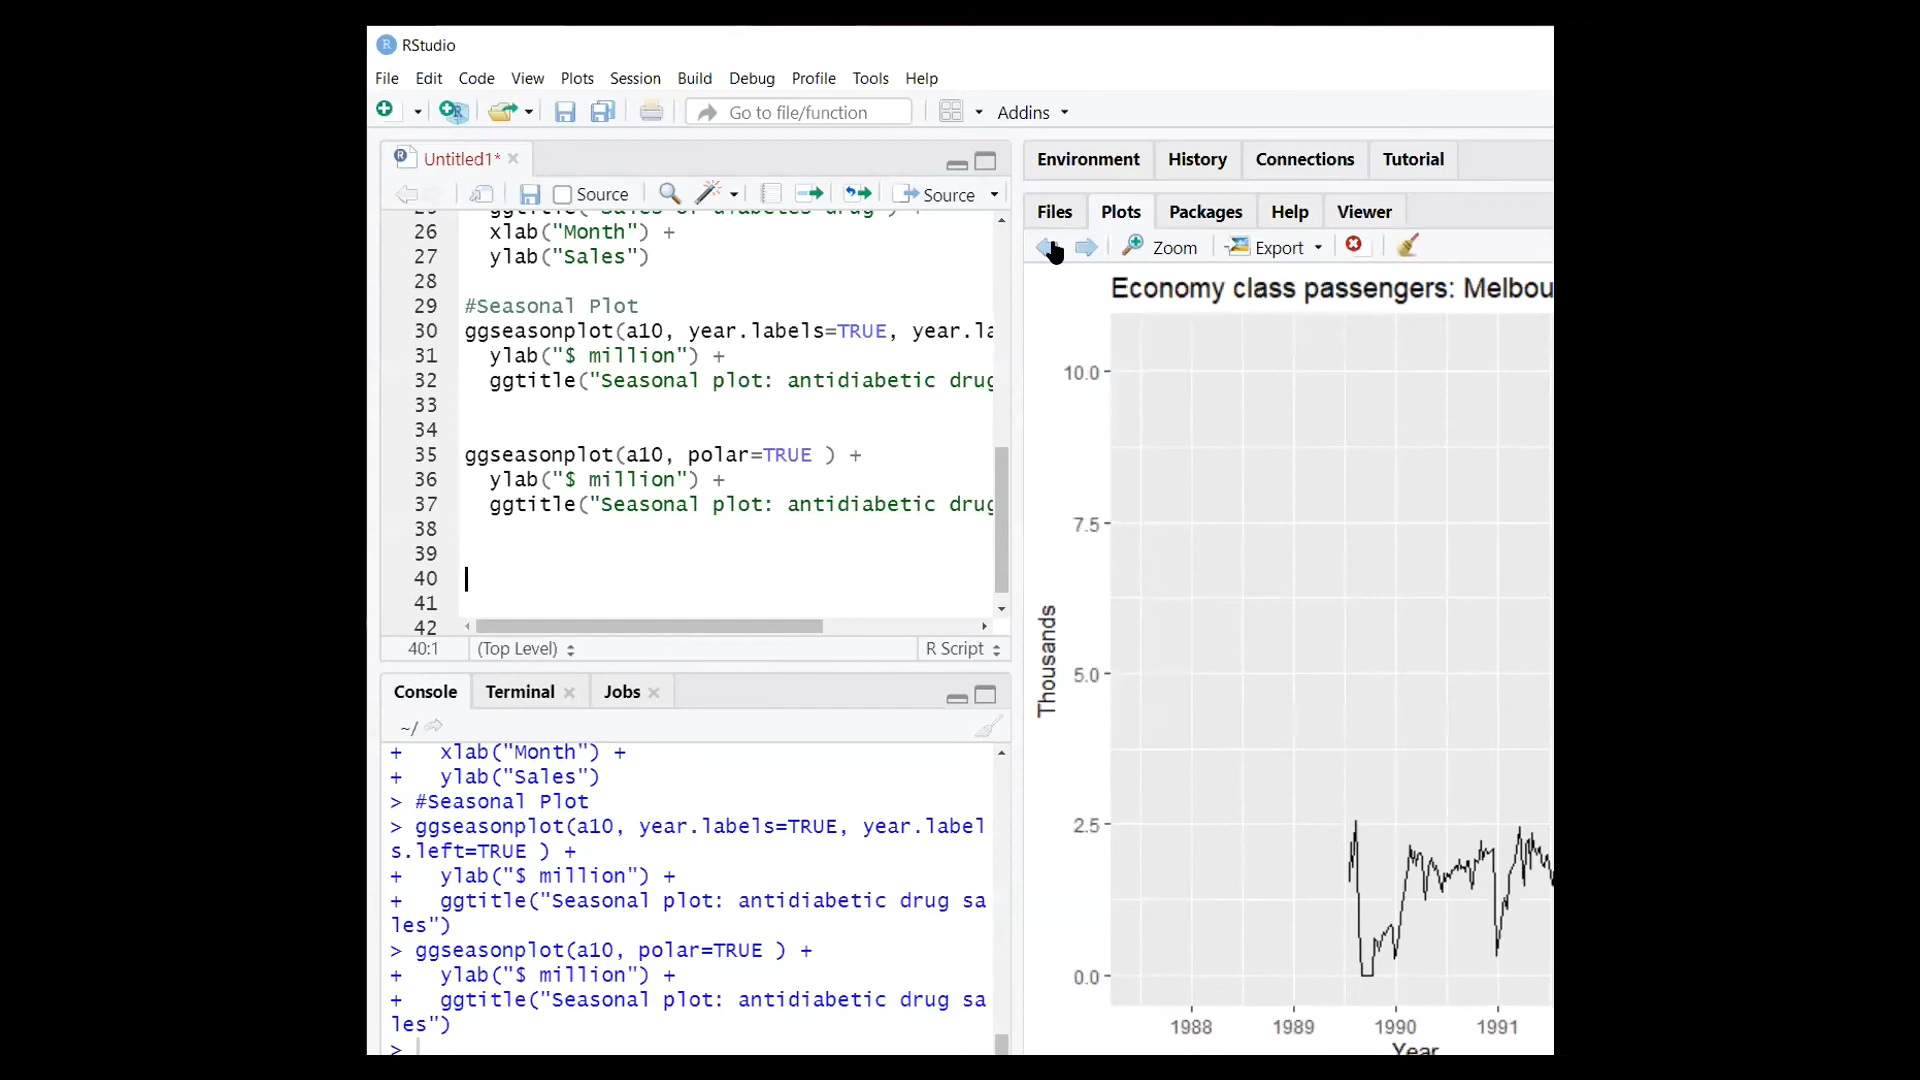 RStudio
File Edit Code View Plots Session Build Debug Profile Tools Help
Go to file/function Addins
Untitled1*
Source Source
26 xlab("Month") +
27 ylab("Sales")
28
29 #Seasonal Plot
30 ggseasonplot(a10, year.labels=TRUE, year.la
31 ylab("$ million") +
32 ggtitle("Seasonal plot: antidiabetic drug
33
34
35 ggseasonplot(a10, polar=TRUE ) +
36 ylab("$ million") +
37 ggtitle("Seasonal plot: antidiabetic drug
38
39
40
41
42
40:1 (Top Level) R Script
Console Terminal Jobs
~/
+ xlab("Month") +
+ ylab("Sales")
> #Seasonal Plot
> ggseasonplot(a10, year.labels=TRUE, year.label
s.left=TRUE ) +
+ ylab("$ million") +
+ ggtitle("Seasonal plot: antidiabetic drug sa
les")
> ggseasonplot(a10, polar=TRUE ) +
+ ylab("$ million") +
+ ggtitle("Seasonal plot: antidiabetic drug sa
les")
>
Environment History Connections Tutorial
Files Plots Packages Help Viewer
Zoom Export
Economy class passengers: Melbou
10.0
7.5
5.0
2.5
0.0
Thousands
1988 1989 1990 1991
Year